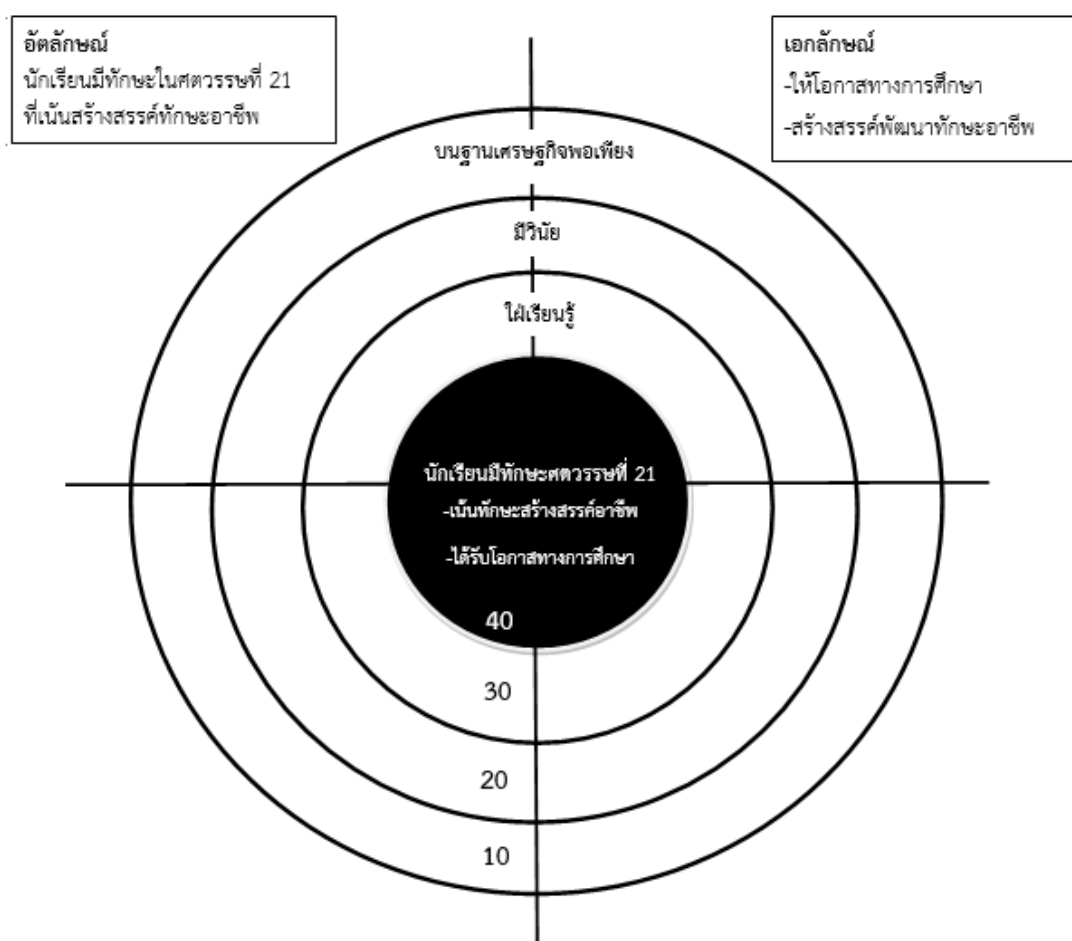 อัตลักษณ์
นักเรียนมีทักษะในศตวรรษที่ 21
ที่เน้นสร้างสรรค์ทักษะอาชีพ
เอกลักษณ์
-ให้โอกาสทางการศึกษา
-สร้างสรรค์พัฒนาทักษะอาชีพ
บนฐานเศรษฐกิจพอเพียง
มีวินัย
ใฝ่เรียนรู้
นักเรียนมีทักษะศตวรรษที่ 21
-เน้นทักษะสร้างสรรค์อาชีพ
-ได้รับโอกาสทางการศึกษา
40
30
20
10